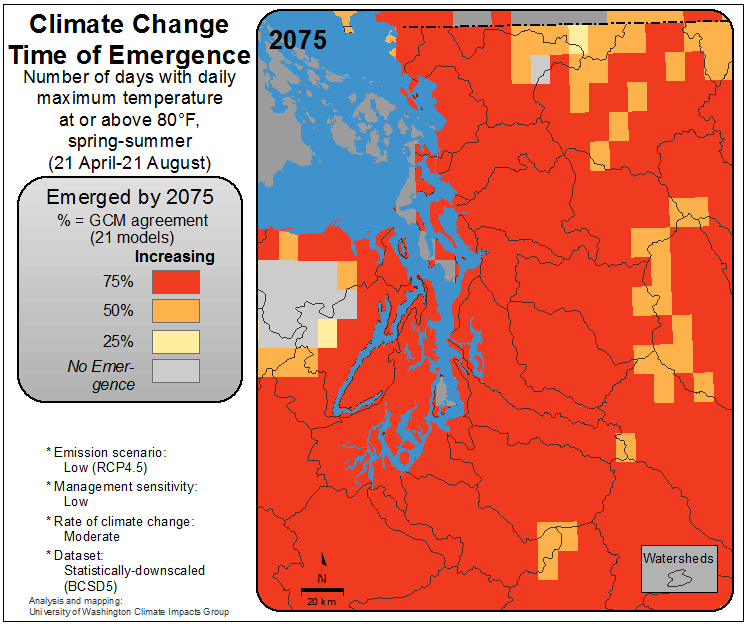 Climate Change
Time of Emergence
Number of days with daily
maximum temperature
at or above 80°F,
spring-summer
(21 April-21 August)
Emerged by 2075
% = GCM agreement
(21 models)
Increasing
75%
50%
25%
No Emer-
gence
* Emission scenario:
Low (RCP4.5)
* Management sensitivity:
Low
* Rate of climate change:
Moderate
* Dataset:
Statistically-downscaled
(BCSD5)
Analysis and mapping:
University of Washington Climate Impacts Group
2075
N
20 km
Watersheds